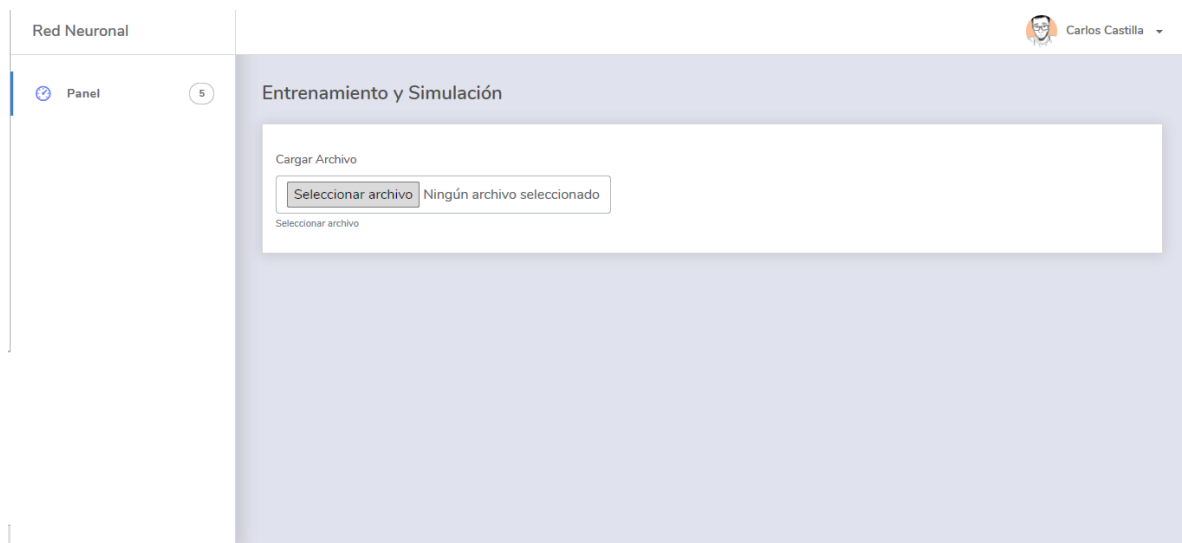 Red Neuronal
Carlos Castilla
Panel 5
Entrenamiento y Simulación
Cargar Archivo
Seleccionar archivo Ningún archivo seleccionado
Seleccionar archivo